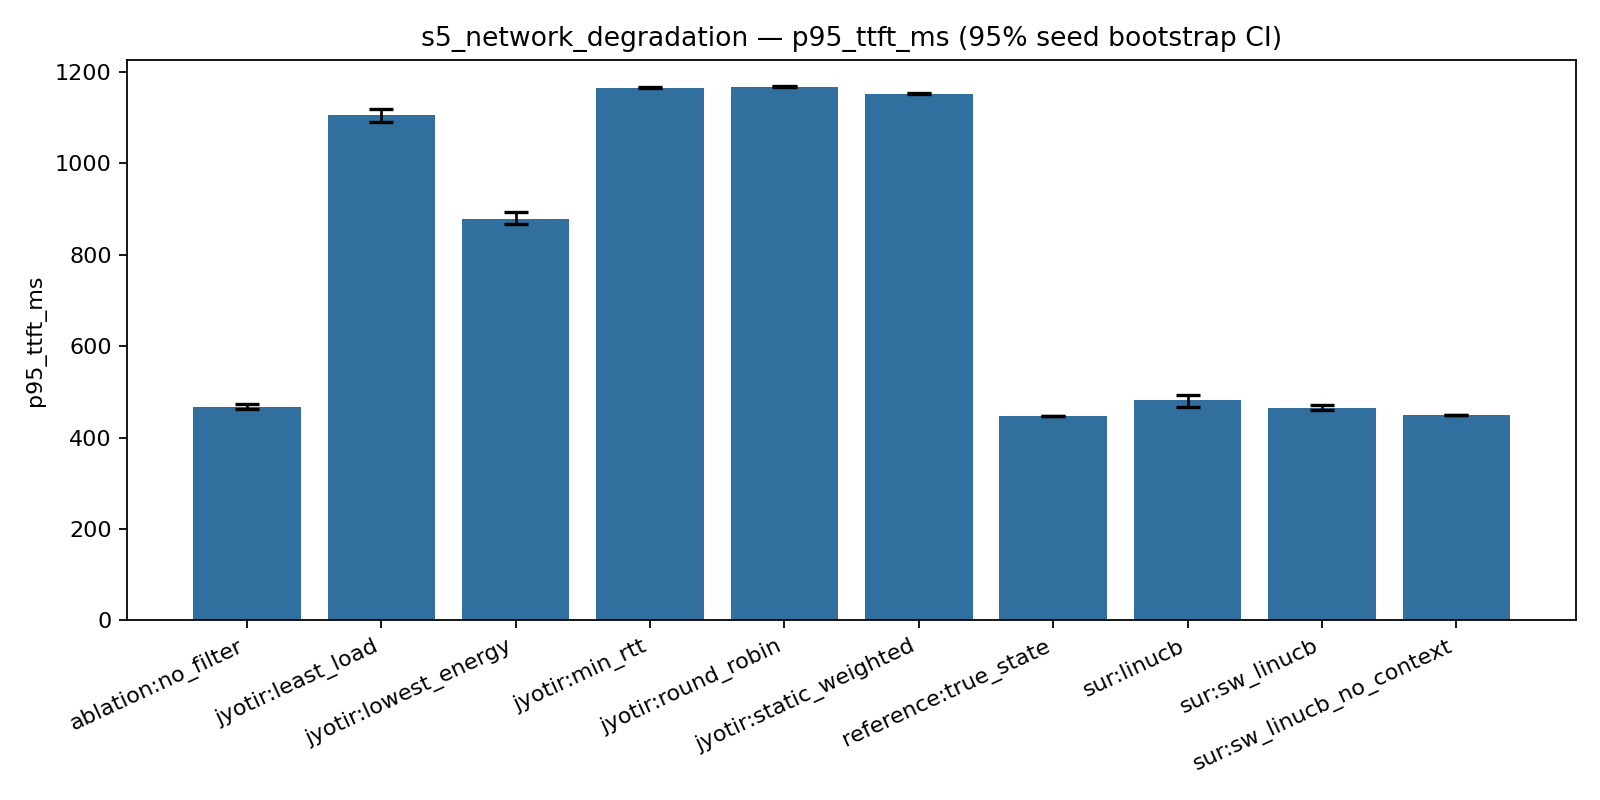 s5_network_degradation — p95_ttft_ms (95% seed bootstrap CI)
p95_ttft_ms
1200
1000
800
600
400
200
0
ablation:no_filter
jyotir:least_load
jyotir:lowest_energy
jyotir:min_rtt
jyotir:round_robin
jyotir:static_weighted
reference:true_state
sur:linucb
sur:sw_linucb
sur:sw_linucb_no_context